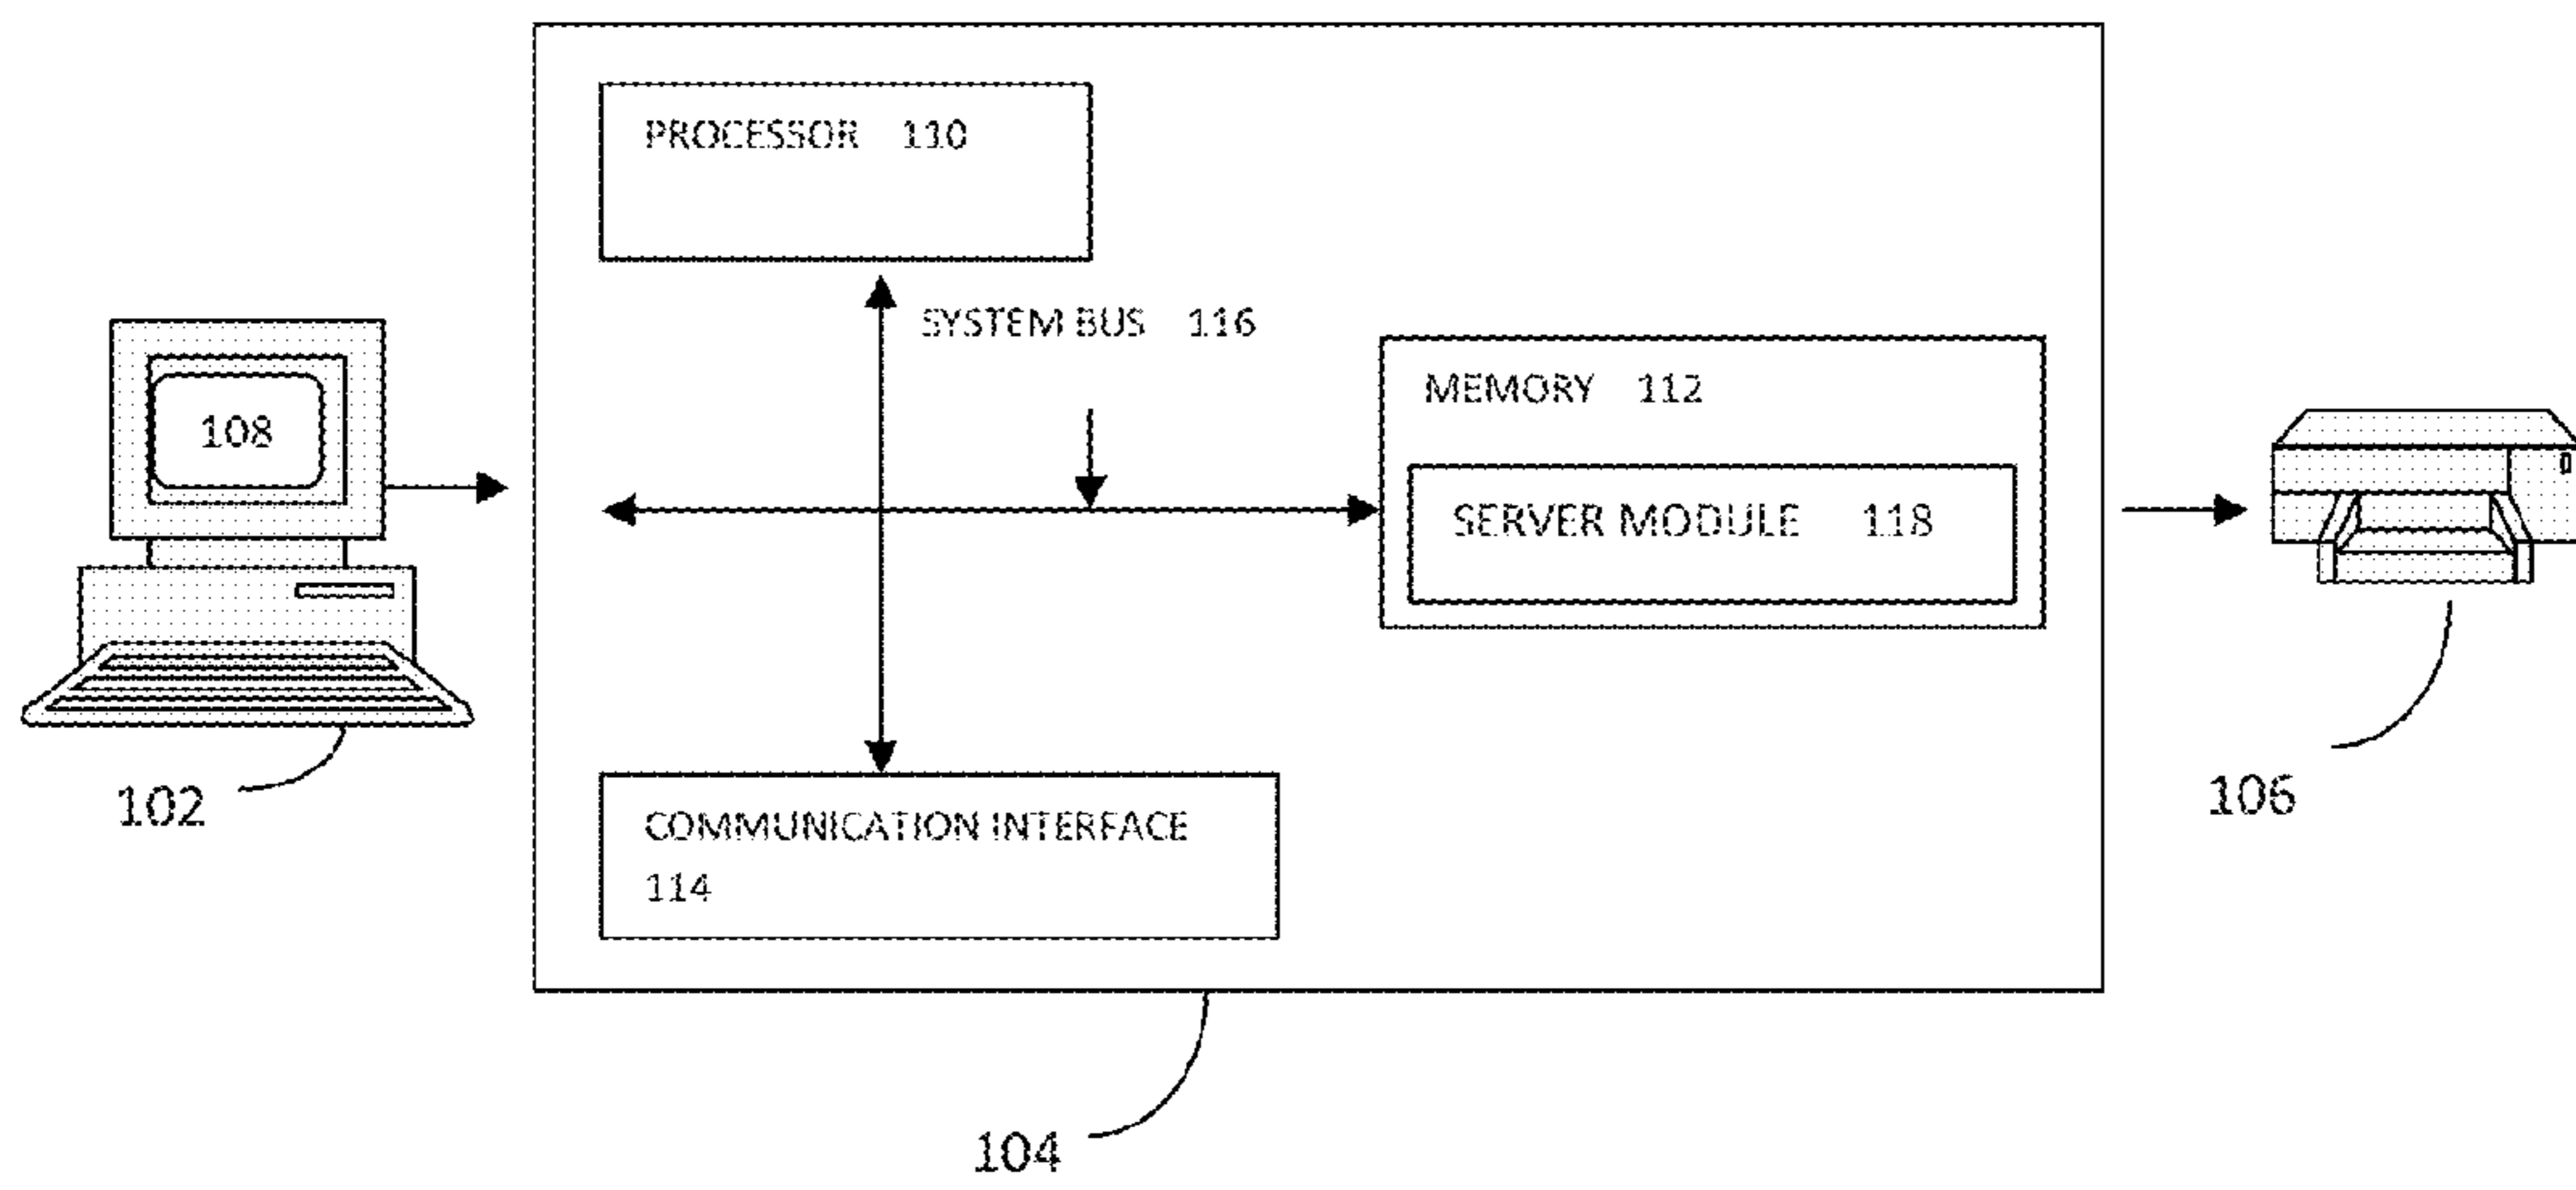 PROCESSOR 110
SYSTEM BUS 116
MEMORY 112
108
SERVER MODULE 118
102
106
COMMUNICATION INTERFACE
114
104